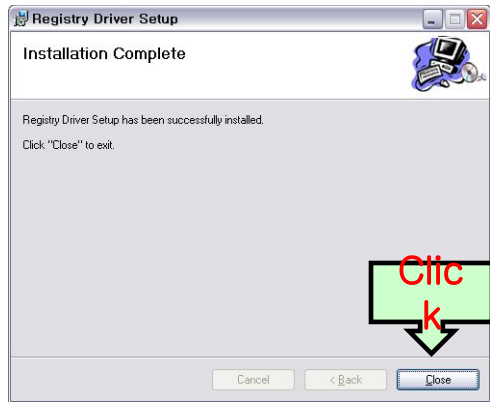 Registry Driver Setup
Installation Complete
Registry Driver Setup has been successfully installed.
Click "Close" to exit.
Clic
k
Cancel
< Back
Close